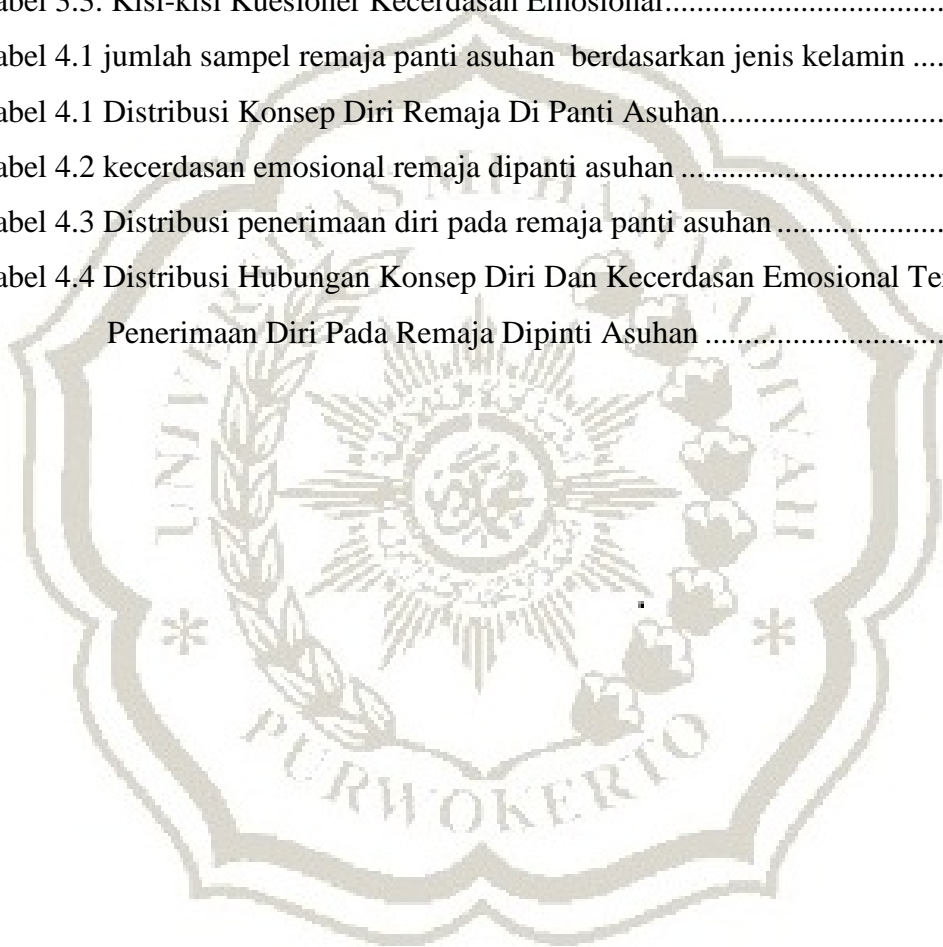 abel 3.3. Kisi-kisi Kuesioner Kecerdasan Emosional...............................
abel 4.1 jumlah sampel remaja panti asuhan  berdasarkan jenis kelamin ....
abel 4.1 Distribusi Konsep Diri Remaja Di Panti Asuhan...........................
abel 4.2 kecerdasan emosional remaja dipanti asuhan ...............................
abel 4.3 Distribusi penerimaan diri pada remaja panti asuhan ....................
abel 4.4 Distribusi Hubungan Konsep Diri Dan Kecerdasan Emosional Te
Penerimaan Diri Pada Remaja Dipinti Asuhan .............................
UNIVERSITAS MUHAMMADIYAH
PURWOKERTO